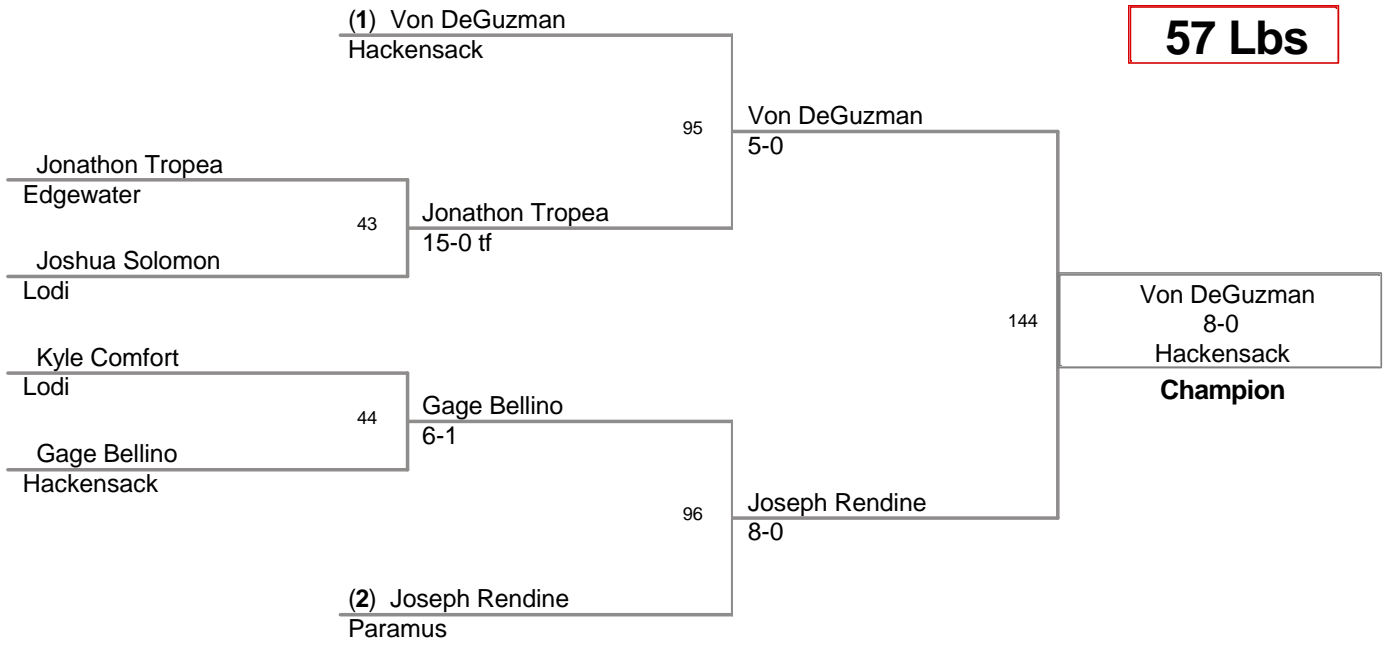 (1) Von DeGuzman
Hackensack
57 Lbs
95
Von DeGuzman
5-0
Jonathon Tropea
Edgewater
43
Jonathon Tropea
15-0 tf
Joshua Solomon
Lodi
144
Von DeGuzman
8-0
Hackensack
Champion
Kyle Comfort
Lodi
44
Gage Bellino
6-1
Gage Bellino
Hackensack
96
Joseph Rendine
8-0
(2) Joseph Rendine
Paramus